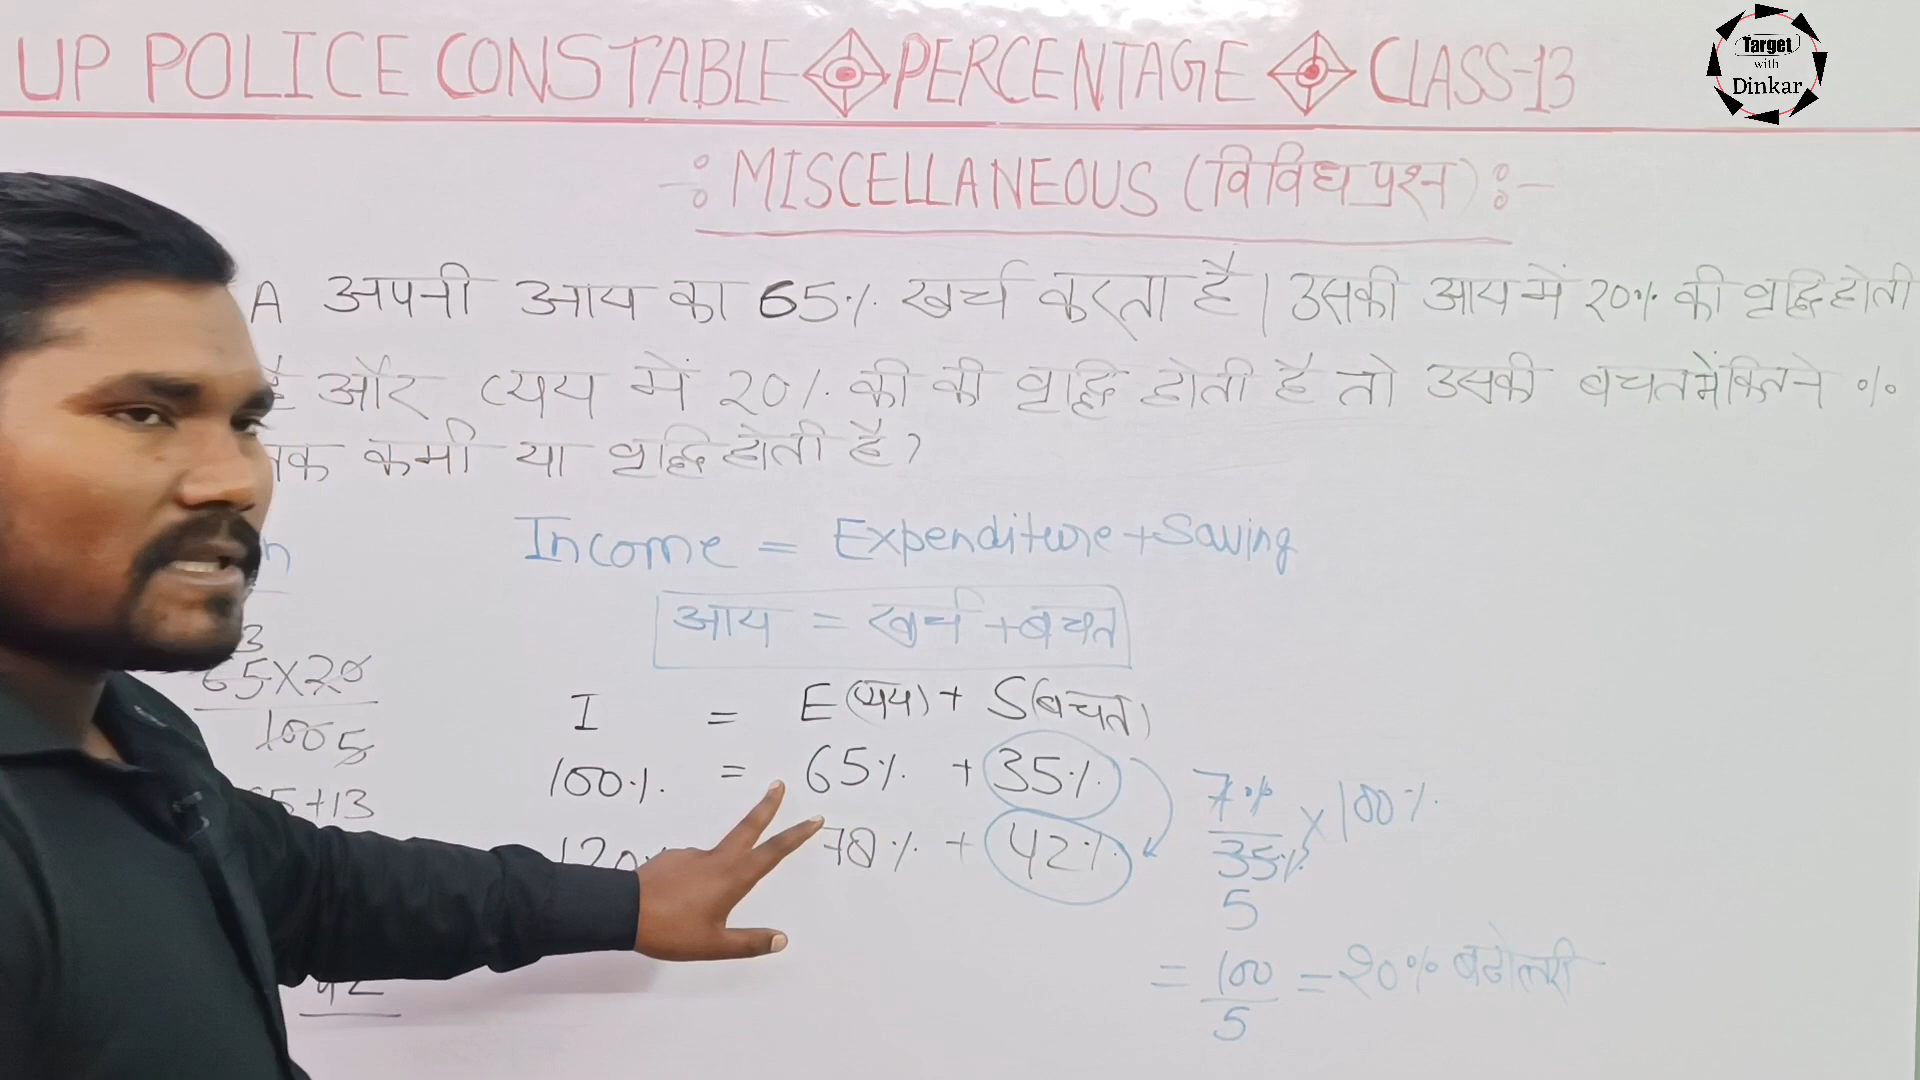 UP POLICE CONSTABLE PERCENTAGE CLASS-13
Target
with
Dinkar
-: MISCELLANEOUS (विविध प्रश्न) :-
A अपनी आय का 65% खर्च करता है। उसकी आय में 20% की वृद्धि होती
है और व्यय में 20% की की वृद्धि होती है तो उसकी बचत में कितने %
तक कमी या वृद्धि होती है?
Income = Expenditure + Saving
आय = खर्च + बचत
13
65×20
100 5
65+13
42
I = E (व्यय) + S (बचत)
100% = 65% + 35%
120% 78% + 42%
7% × 100%
35%
5
= 100 = 20% बढोत्तरी
5